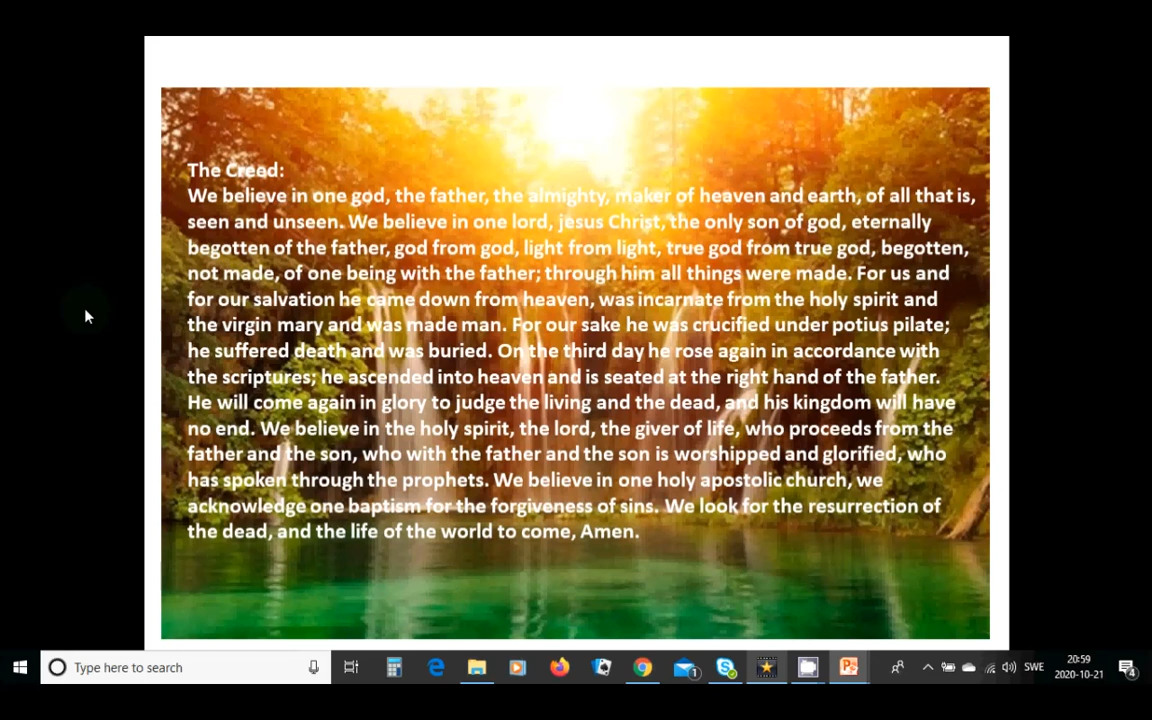 The Creed:
We believe in one god, the father, the almighty, maker of heaven and earth, of all that is,
seen and unseen. We believe in one lord, jesus Christ, the only son of god, eternally
begotten of the father, god from god, light from light, true god from true god, begotten,
not made, of one being with the father; through him all things were made. For us and
for our salvation he came down from heaven, was incarnate from the holy spirit and
the virgin mary and was made man. For our sake he was crucified under potius pilate;
he suffered death and was buried. On the third day he rose again in accordance with
the scriptures; he ascended into heaven and is seated at the right hand of the father.
He will come again in glory to judge the living and the dead, and his kingdom will have
no end. We believe in the holy spirit, the lord, the giver of life, who proceeds from the
father and the son, who with the father and the son is worshipped and glorified, who
has spoken through the prophets. We believe in one holy apostolic church, we
acknowledge one baptism for the forgiveness of sins. We look for the resurrection of
the dead, and the life of the world to come, Amen.
Type here to search
1
SWE
20:59
2020-10-21
4